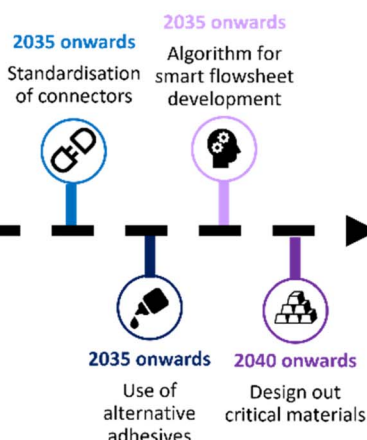 2035 onwards
Standardisation
of connectors
2035 onwards
Algorithm for
smart flowsheet
development
2035 onwards
Use of
alternative
adhesives
2040 onwards
Design out
critical materials